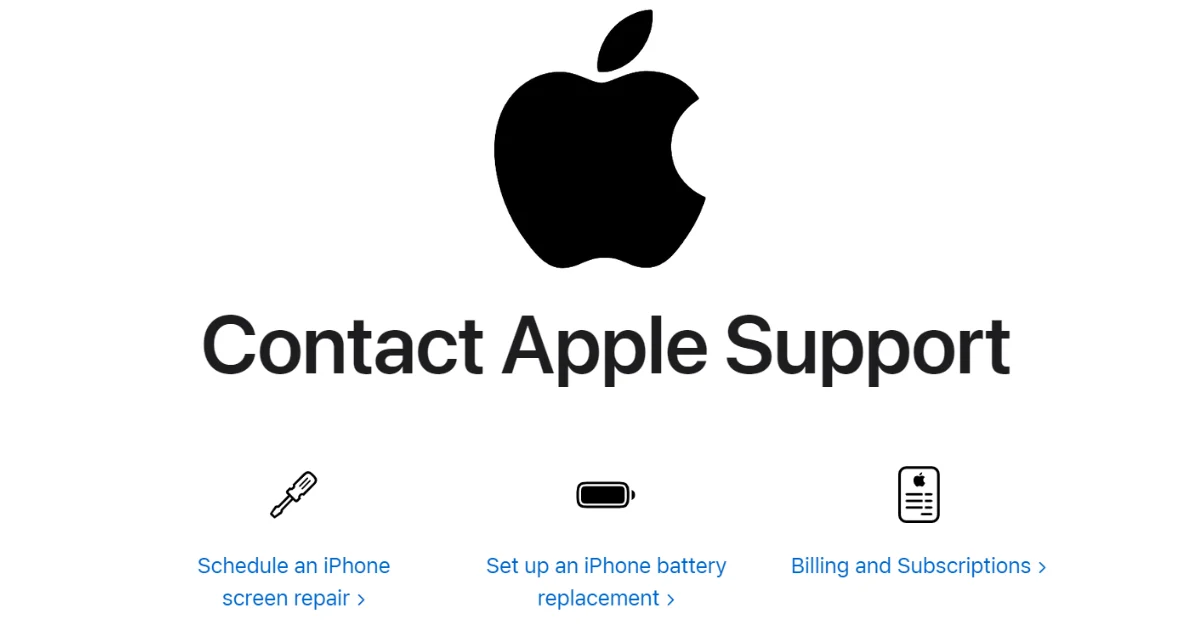 Contact Apple Support
Schedule an iPhone
screen repair >
Set up an iPhone battery
replacement >
Billing and Subscriptions >